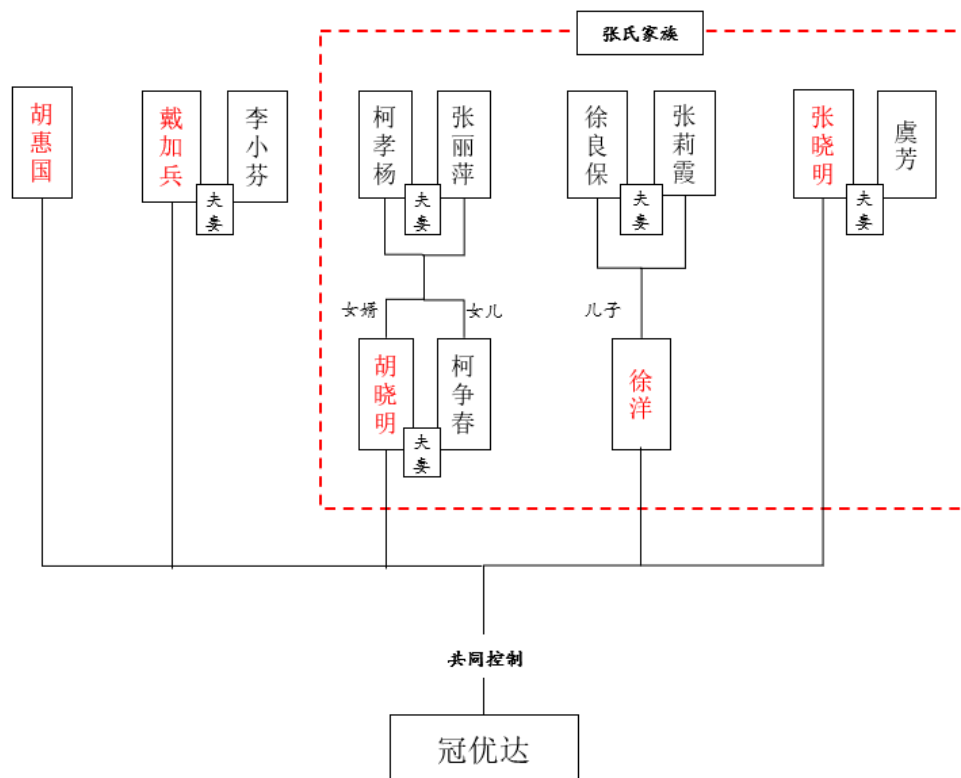 张氏家族
胡惠国
戴加兵
李小芬
夫妻
柯孝杨
张丽萍
夫妻
徐良保
张莉霞
夫妻
张晓明
虞芳
夫妻
女婿
女儿
儿子
胡晓明
柯争春
夫妻
徐洋
共同控制
冠优达